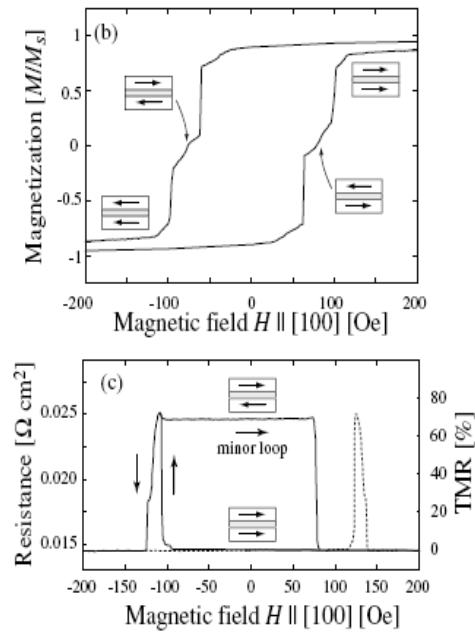 (b)
Magnetization [M/M_S]
1
0.5
0
-0.5
-1
-200 -100 0 100 200
Magnetic field H || [100] [Oe]
(c)
Resistance [Ω cm²]
0.025
0.020
0.015
minor loop
80
60
40
20
0
TMR [%]
-200 -150 -100 -50 0 50 100 150 200
Magnetic field H || [100] [Oe]